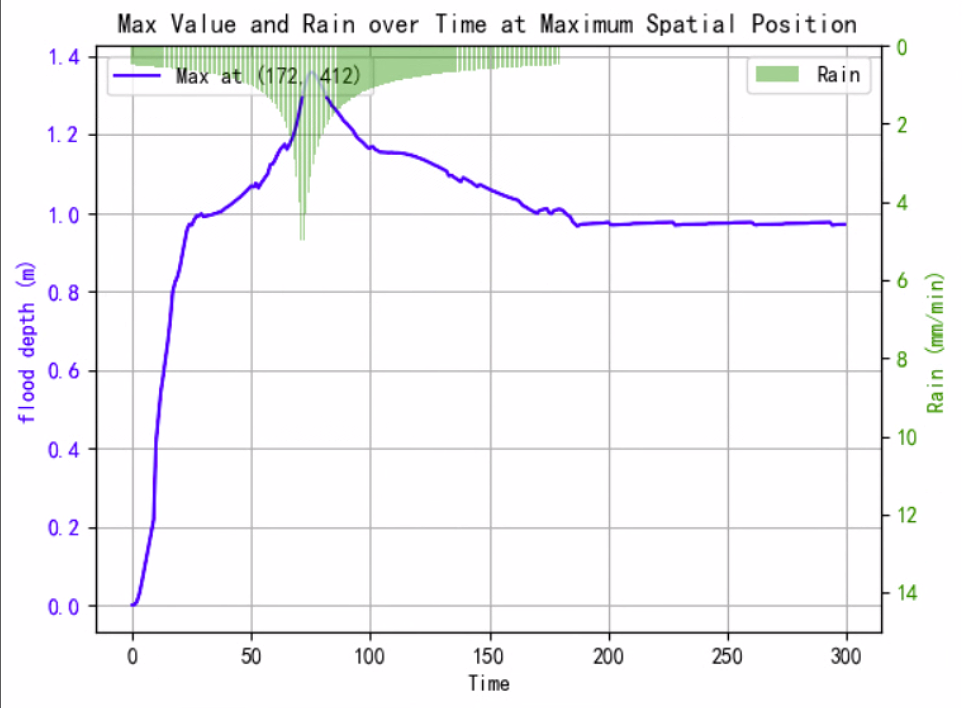 Max Value and Rain over Time at Maximum Spatial Position
Max at (172, 412)
Rain
1.4
1.2
1.0
0.8
0.6
0.4
0.2
0.0
flood depth (m)
0
2
4
6
8
10
12
14
Rain (mm/min)
0 50 100 150 200 250 300
Time